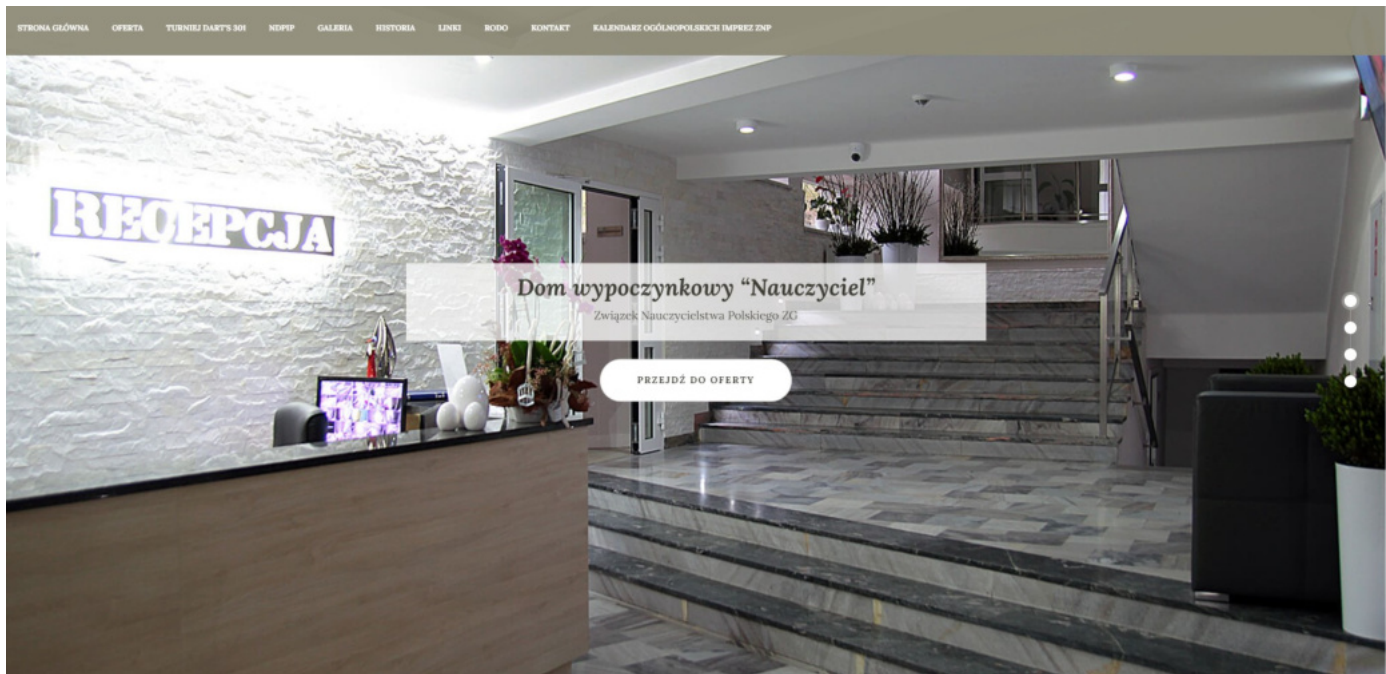 STRONA GŁÓWNA OFERTA TURNIEJ DART'S 501 NDPIP GALERIA HISTORIA LINKI RODO KONTAKT KALENDARZ OGÓLNOPOLSKICH IMPREZ ZNP
RECEPCJA
Dom wypoczynkowy “Nauczyciel”
Związek Nauczycielstwa Polskiego ZG
PRZEJDŹ DO OFERTY